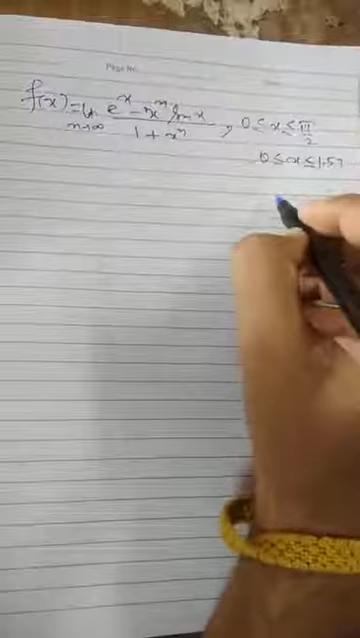 Page No.
f(x) = Lt n→∞ e^x - x^n sin x / 1 + x^n , 0 ≤ x ≤ π/2
0 ≤ x ≤ 1.57